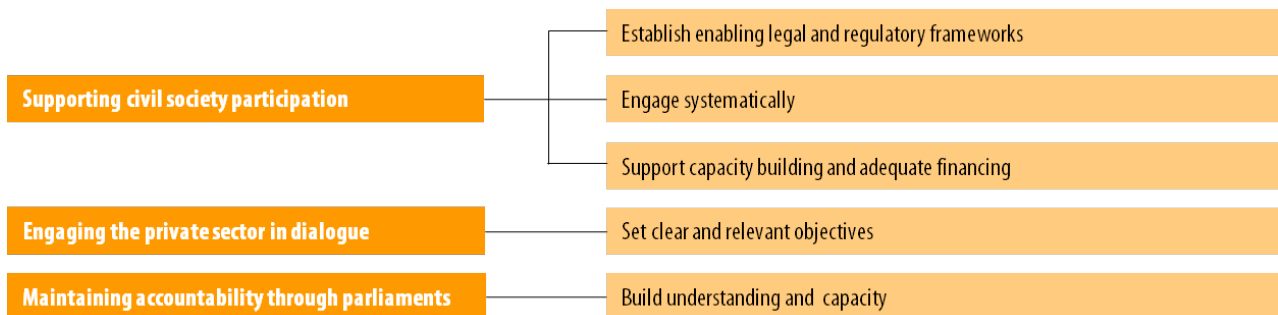 Establish enabling legal and regulatory frameworks
Supporting civil society participation
Engage systematically
Support capacity building and adequate financing
Engaging the private sector in dialogue
Set clear and relevant objectives
Maintaining accountability through parliaments
Build understanding and capacity